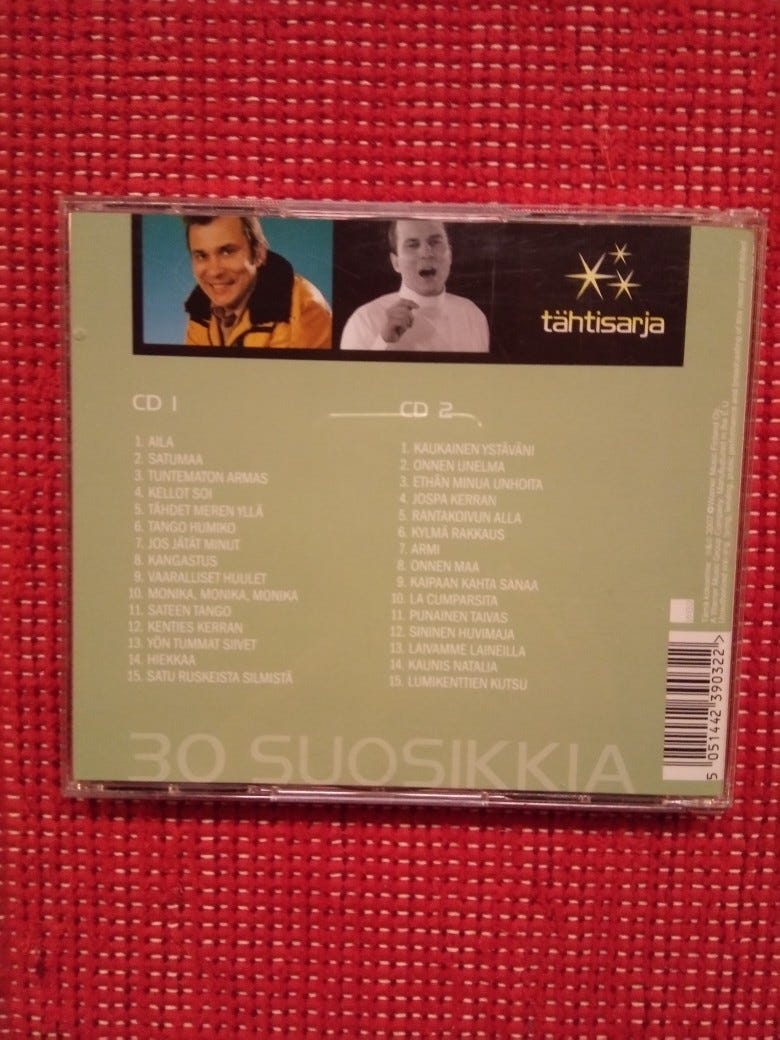 tähtisarja
CD 1
1. AILA
2. SATUMAA
3. TUNTEMATON ARMAS
4. KELLOT SOI
5. TÄHDET MEREN YLLÄ
6. TANGO HUMIKO
7. JOS JÄTÄT MINUT
8. KANGASTUS
9. VAARALLISET HUULET
10. MONIKA, MONIKA, MONIKA
11. SATEEN TANGO
12. KENTIES KERRAN
13. YÖN TUMMAT SIIVET
14. HIEKKAA
15. SATU RUSKEISTA SILMISTÄ
CD 2
1. KAUKAINEN YSTÄVÄNI
2. ONNEN UNELMA
3. ETHÄN MINUA UNHOITA
4. JOSPA KERRAN
5. RANTAKOIVUN ALLA
6. KYLMÄ RAKKAUS
7. ARMI
8. ONNEN MAA
9. KAIPAAN KAHTA SANAA
10. LA CUMPARSITA
11. PUNAINEN TAIVAS
12. SININEN HUVIMAJA
13. LAIVAMME LAINEILLA
14. KAUNIS NATALIA
15. LUMIKENTTIEN KUTSU
30 SUOSIKKIA
5 051442 390322 >